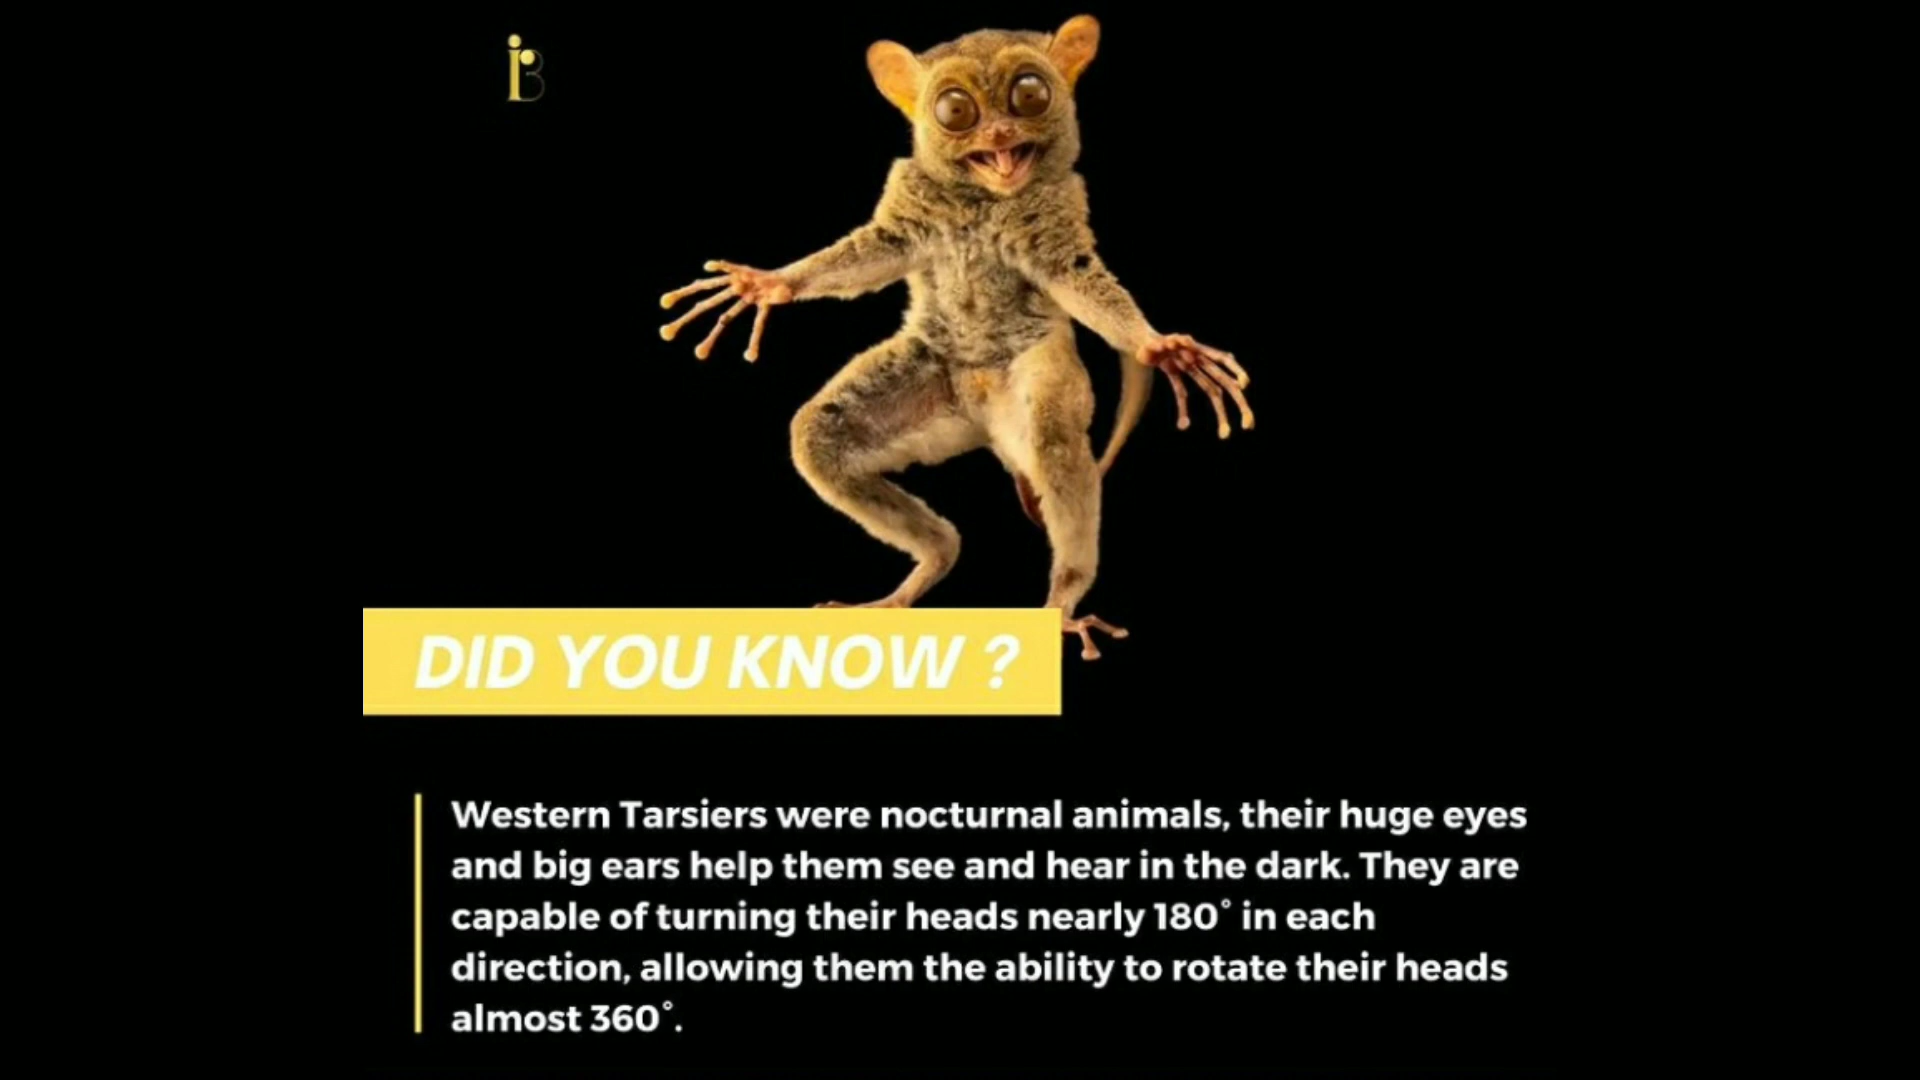 iB
DID YOU KNOW ?
Western Tarsiers were nocturnal animals, their huge eyes
and big ears help them see and hear in the dark. They are
capable of turning their heads nearly 180° in each
direction, allowing them the ability to rotate their heads
almost 360°.